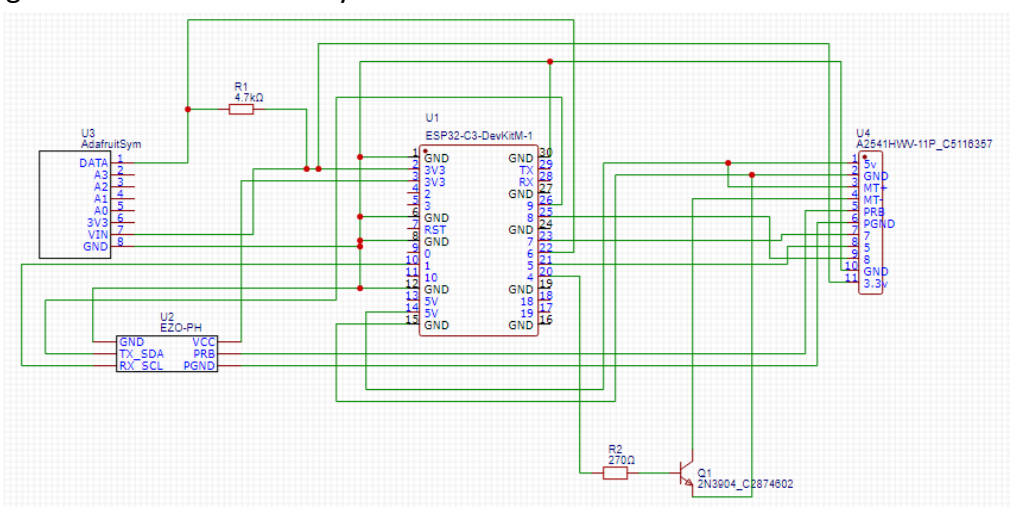 R1
4.7kΩ
U3
AdafruitSym
DATA 1
A3 2
A2 3
A1 4
A0 5
3V3 6
VIN 7
GND 8
U1
ESP32-C3-DevKitM-1
1 GND
2 3V3
3 3V3
4 2
5 3
6 GND
7 RST
8 GND
9 0
10 1
11 10
12 GND
13 5V
14 5V
15 GND
GND 30
TX 29
RX 28
GND 27
9 26
8 25
GND 24
7 23
6 22
5 21
4 20
GND 19
18 18
19 17
GND 16
U4
A2541HWV-11P_C5116357
1 5v
2 GND
3 MT+
4 MT-
5 PRB
6 PGND
7 7
8 5
9 8
10 GND
11 3.3v
U2
EZO-PH
GND VCC
TX_SDA PRB
RX_SCL PGND
R2
270Ω
Q1
2N3904_C2874602